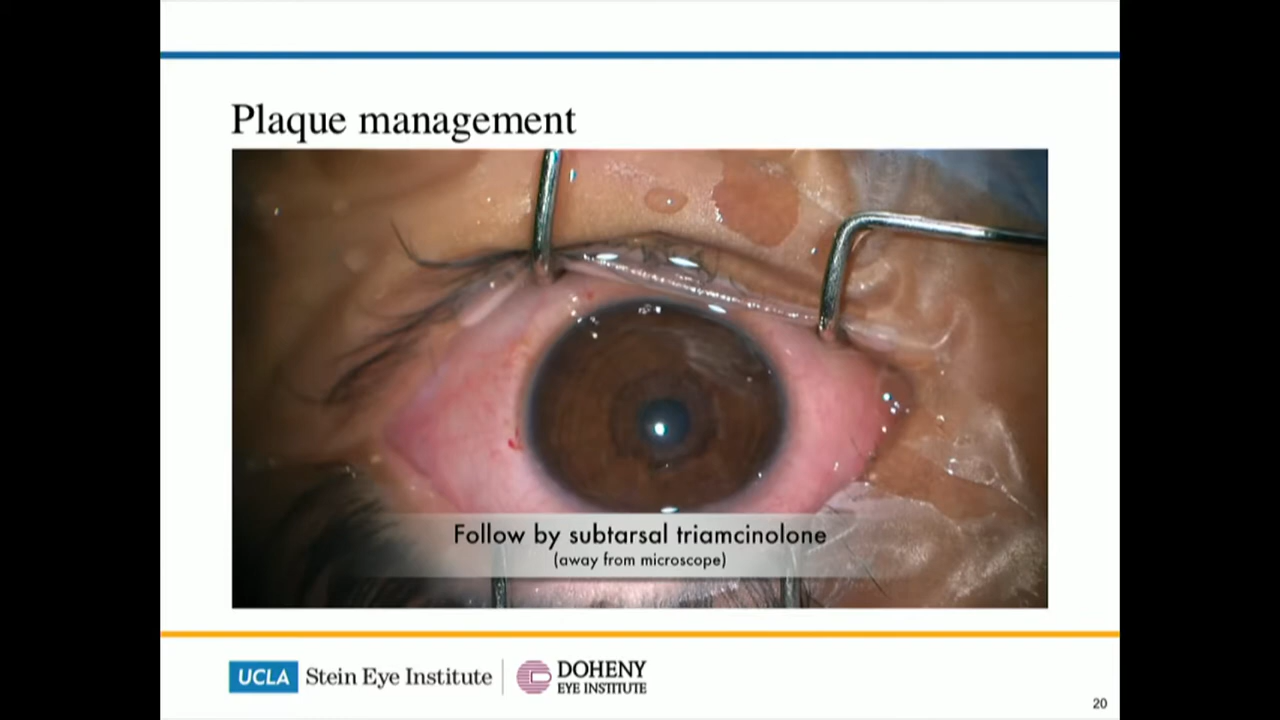 Plaque management
Follow by subtarsal triamcinolone
(away from microscope)
UCLA Stein Eye Institute DOHENY
EYE INSTITUTE
20